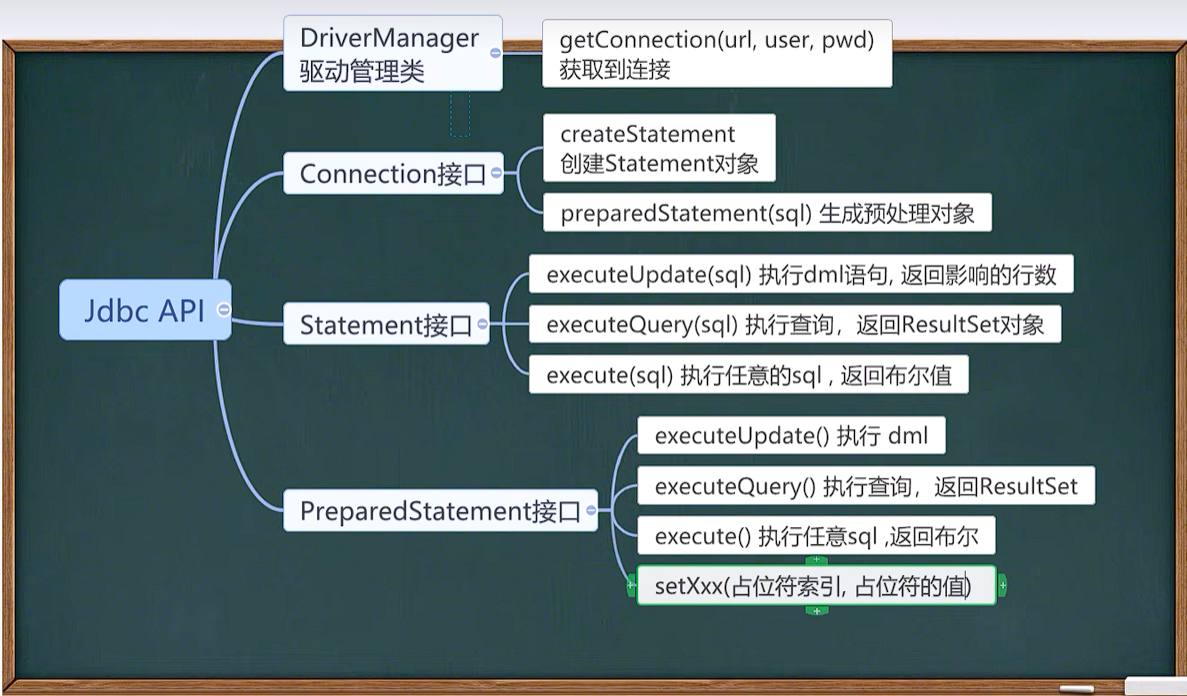 DriverManager
驱动管理类
getConnection(url, user, pwd)
获取到连接
createStatement
创建Statement对象
Connection接口
preparedStatement(sql) 生成预处理对象
Jdbc API
executeUpdate(sql) 执行dml语句, 返回影响的行数
Statement接口
executeQuery(sql) 执行查询，返回ResultSet对象
execute(sql) 执行任意的sql , 返回布尔值
executeUpdate() 执行 dml
executeQuery() 执行查询，返回ResultSet
PreparedStatement接口
execute() 执行任意sql ,返回布尔
setXxx(占位符索引, 占位符的值)